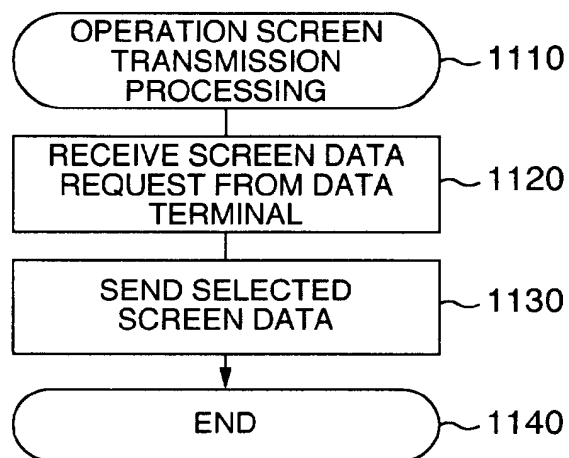 OPERATION SCREEN
TRANSMISSION
PROCESSING
1110
RECEIVE SCREEN DATA
REQUEST FROM DATA
TERMINAL
1120
SEND SELECTED
SCREEN DATA
1130
END
1140